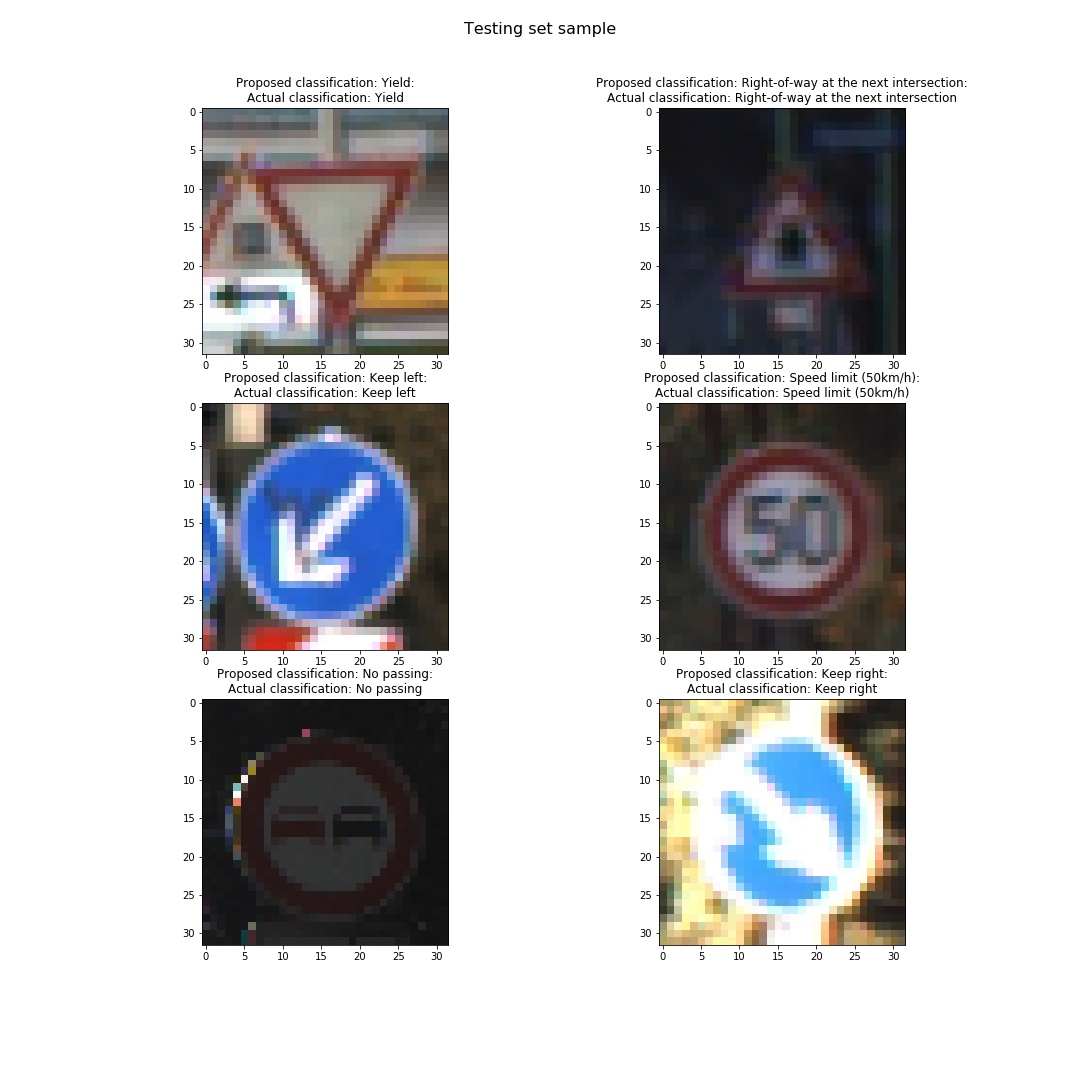 Testing set sample
Proposed classification: Yield:
Actual classification: Yield
0
5
10
15
20
25
30
0 5 10 15 20 25 30
Proposed classification: Right-of-way at the next intersection:
Actual classification: Right-of-way at the next intersection
0
5
10
15
20
25
30
0 5 10 15 20 25 30
Proposed classification: Keep left:
Actual classification: Keep left
0
5
10
15
20
25
30
0 5 10 15 20 25 30
Proposed classification: Speed limit (50km/h):
Actual classification: Speed limit (50km/h)
0
5
10
15
20
25
30
50
0 5 10 15 20 25 30
Proposed classification: No passing:
Actual classification: No passing
0
5
10
15
20
25
30
0 5 10 15 20 25 30
Proposed classification: Keep right:
Actual classification: Keep right
0
5
10
15
20
25
30
0 5 10 15 20 25 30